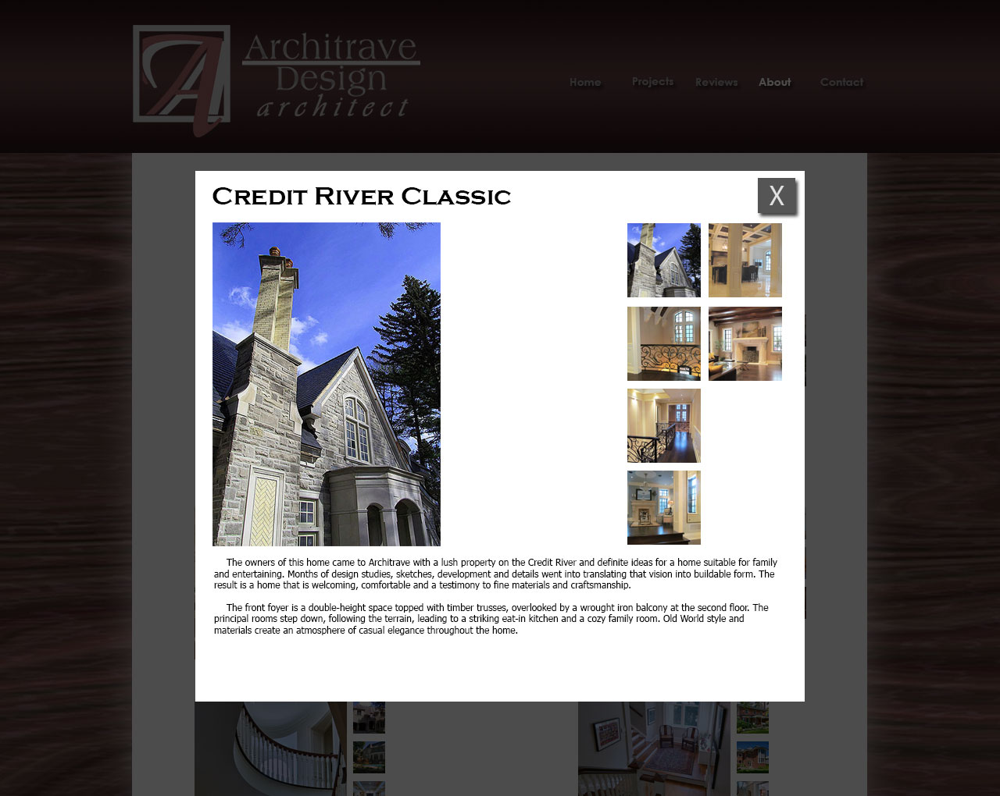 Architrave
Design
architect
Home Projects Reviews About Contact
Credit River Classic
X
The owners of this home came to Architrave with a lush property on the Credit River and definite ideas for a home suitable for family
and entertaining. Months of design studies, sketches, development and details went into translating that vision into buildable form. The
result is a home that is welcoming, comfortable and a testimony to fine materials and craftsmanship.
The front foyer is a double-height space topped with timber trusses, overlooked by a wrought iron balcony at the second floor. The
principal rooms step down, following the terrain, leading to a striking eat-in kitchen and a cozy family room. Old World style and
materials create an atmosphere of casual elegance throughout the home.